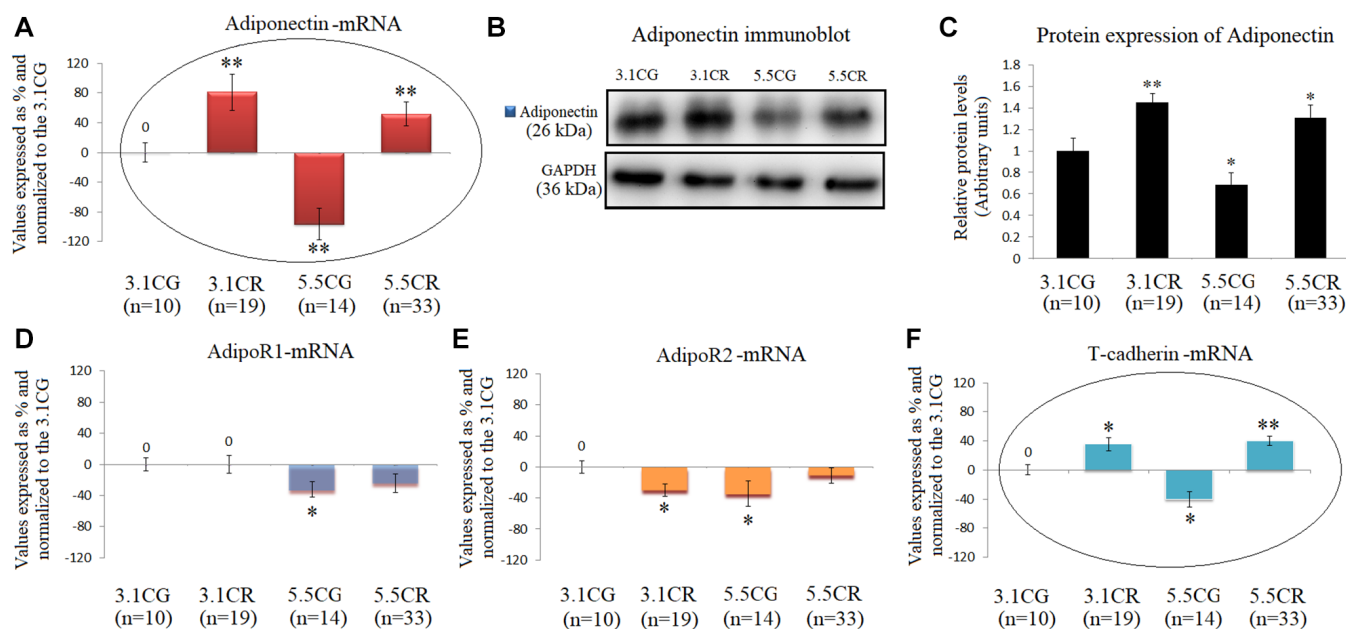 A
Adiponectin -mRNA
Values expressed as % and
normalized to the 3.1CG
120
80
40
0
-40
-80
-120
0
**
**
**
3.1CG
(n=10)
3.1CR
(n=19)
5.5CG
(n=14)
5.5CR
(n=33)
B
Adiponectin immunoblot
3.1CG 3.1CR 5.5CG 5.5CR
Adiponectin
(26 kDa)
GAPDH
(36 kDa)
C
Protein expression of Adiponectin
Relative protein levels
(Arbitrary units)
1.8
1.6
1.4
1.2
1
0.8
0.6
0.4
0.2
0
**
*
*
3.1CG
(n=10)
3.1CR
(n=19)
5.5CG
(n=14)
5.5CR
(n=33)
D
AdipoR1-mRNA
Values expressed as % and
normalized to the 3.1CG
120
80
40
0
-40
-80
-120
0
0
*
3.1CG
(n=10)
3.1CR
(n=19)
5.5CG
(n=14)
5.5CR
(n=33)
E
AdipoR2 -mRNA
Values expressed as % and
normalized to the 3.1CG
120
80
40
0
-40
-80
-120
0
*
*
3.1CG
(n=10)
3.1CR
(n=19)
5.5CG
(n=14)
5.5CR
(n=33)
F
T-cadherin -mRNA
Values expressed as % and
normalized to the 3.1CG
120
80
40
0
-40
-80
-120
0
*
*
**
3.1CG
(n=10)
3.1CR
(n=19)
5.5CG
(n=14)
5.5CR
(n=33)